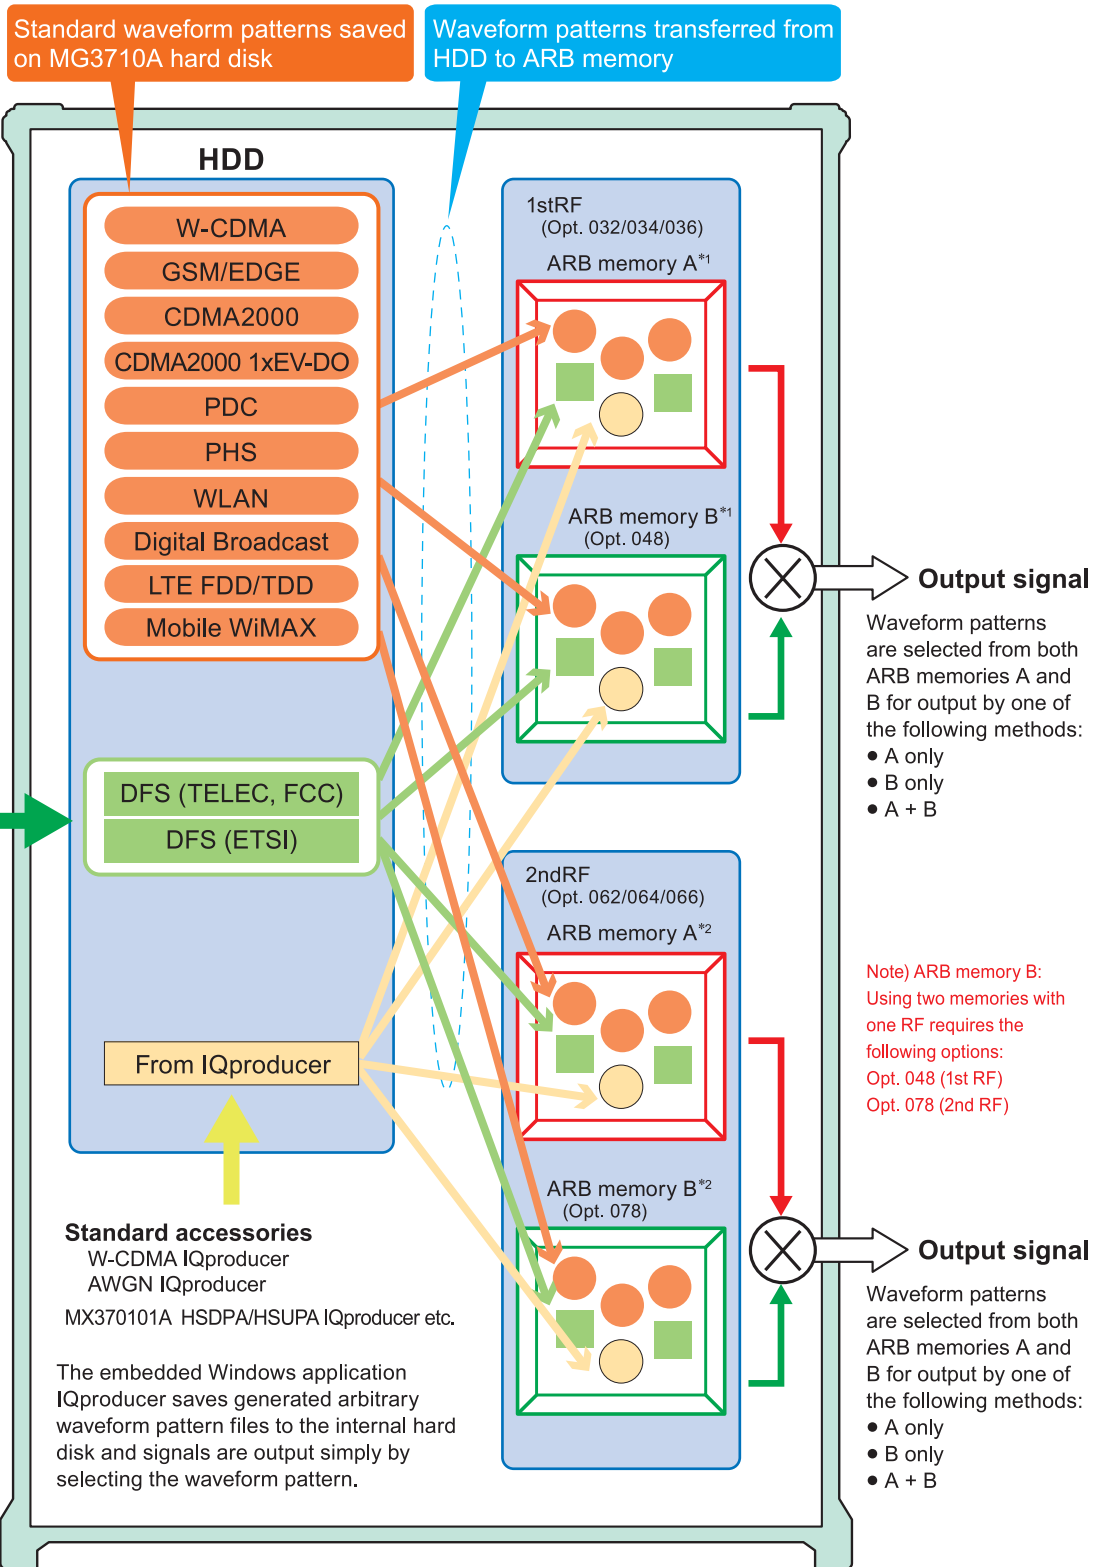 Standard waveform patterns saved
on MG3710A hard disk
Waveform patterns transferred from
HDD to ARB memory
HDD
W-CDMA
GSM/EDGE
CDMA2000
CDMA2000 1xEV-DO
PDC
PHS
WLAN
Digital Broadcast
LTE FDD/TDD
Mobile WiMAX
DFS (TELEC, FCC)
DFS (ETSI)
From IQproducer
Standard accessories
W-CDMA IQproducer
AWGN IQproducer
MX370101A HSDPA/HSUPA IQproducer etc.
The embedded Windows application
IQproducer saves generated arbitrary
waveform pattern files to the internal hard
disk and signals are output simply by
selecting the waveform pattern.
1stRF
(Opt. 032/034/036)
ARB memory A*1
ARB memory B*1
(Opt. 048)
2ndRF
(Opt. 062/064/066)
ARB memory A*2
ARB memory B*2
(Opt. 078)
Output signal
Waveform patterns
are selected from both
ARB memories A and
B for output by one of
the following methods:
● A only
● B only
● A + B
Note) ARB memory B:
Using two memories with
one RF requires the
following options:
Opt. 048 (1st RF)
Opt. 078 (2nd RF)
Output signal
Waveform patterns
are selected from both
ARB memories A and
B for output by one of
the following methods:
● A only
● B only
● A + B